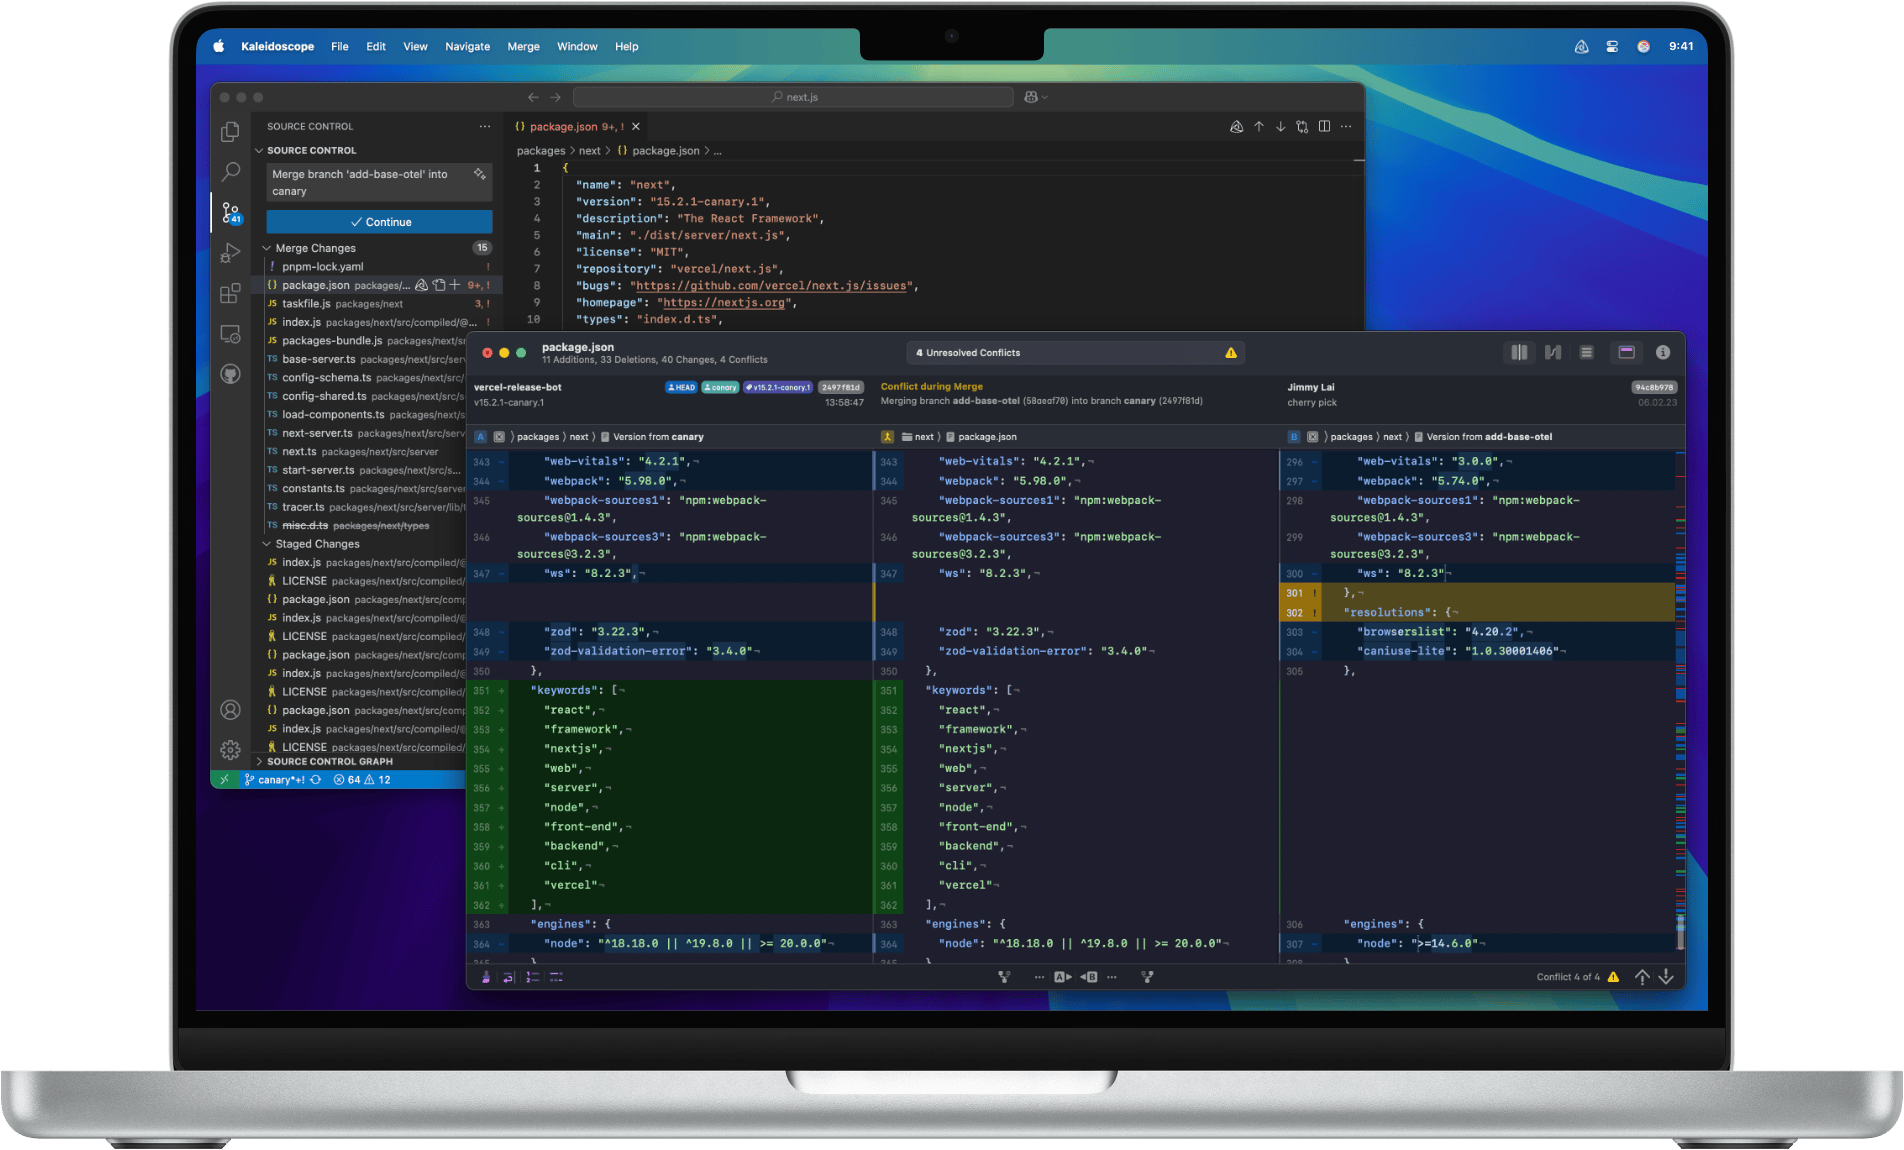 Kaleidoscope File Edit View Navigate Merge Window Help 9:41
next.js
SOURCE CONTROL
SOURCE CONTROL
Merge branch 'add-base-otel' into
canary
Continue
41
Merge Changes 15
! pnpm-lock.yaml !
{} package.json packages/... 9+, !
JS taskfile.js packages/next 3, !
JS index.js packages/next/src/compiled/@... !
JS packages-bundle.js packages/next/sr
TS base-server.ts packages/next/src/serv
TS config-schema.ts packages/next/src/
TS config-shared.ts packages/next/src/s
TS load-components.ts packages/next/s
TS next-server.ts packages/next/src/serv
TS next.ts packages/next/src/server
TS start-server.ts packages/next/src/s...
TS constants.ts packages/next/src/server
TS tracer.ts packages/next/src/server/lib/t
TS misc.d.ts packages/next/types
Staged Changes
JS index.js packages/next/src/compiled/@
LICENSE packages/next/src/compiled/
{} package.json packages/next/src/comp
JS index.js packages/next/src/compiled/@
LICENSE packages/next/src/compiled/
{} package.json packages/next/src/comp
JS index.js packages/next/src/compiled/@
LICENSE packages/next/src/compiled/
{} package.json packages/next/src/comp
JS index.js packages/next/src/compiled/@
LICENSE packages/next/src/compiled/
SOURCE CONTROL GRAPH
canary*+! 64 12
{} package.json 9+, !
packages > next > {} package.json > ...
1 {
2 "name": "next",
3 "version": "15.2.1-canary.1",
4 "description": "The React Framework",
5 "main": "./dist/server/next.js",
6 "license": "MIT",
7 "repository": "vercel/next.js",
8 "bugs": "https://github.com/vercel/next.js/issues",
9 "homepage": "https://nextjs.org",
10 "types": "index.d.ts",
package.json
11 Additions, 33 Deletions, 40 Changes, 4 Conflicts
4 Unresolved Conflicts
vercel-release-bot HEAD canary v15.2.1-canary.1 2497f81d
v15.2.1-canary.1 13:58:47
Conflict during Merge
Merging branch add-base-otel (58aeaf70) into branch canary (2497f81d)
Jimmy Lai 94c8b978
cherry pick 06.02.23
A packages next Version from canary
343 "web-vitals": "4.2.1",¬
344 "webpack": "5.98.0",¬
345 "webpack-sources1": "npm:webpack-
sources@1.4.3",
346 "webpack-sources3": "npm:webpack-
sources@3.2.3",
347 "ws": "8.2.3",¬
348 "zod": "3.22.3",¬
349 "zod-validation-error": "3.4.0"¬
350 },
351 + "keywords": [¬
352 + "react",¬
353 + "framework",¬
354 + "nextjs",¬
355 + "web",¬
356 + "server",¬
357 + "node",¬
358 + "front-end",¬
359 + "backend",¬
360 + "cli",¬
361 + "vercel"¬
362 + ],¬
363 "engines": {
364 "node": "^18.18.0 || ^19.8.0 || >= 20.0.0"¬
365 }
next package.json
343 "web-vitals": "4.2.1",¬
344 "webpack": "5.98.0",¬
345 "webpack-sources1": "npm:webpack-
sources@1.4.3",
346 "webpack-sources3": "npm:webpack-
sources@3.2.3",
347 "ws": "8.2.3",¬
348 "zod": "3.22.3",¬
349 "zod-validation-error": "3.4.0"¬
350 },
351 "keywords": [¬
352 "react",¬
353 "framework",¬
354 "nextjs",¬
355 "web",¬
356 "server",¬
357 "node",¬
358 "front-end",¬
359 "backend",¬
360 "cli",¬
361 "vercel"¬
362 ],¬
363 "engines": {
364 "node": "^18.18.0 || ^19.8.0 || >= 20.0.0"¬
365 }
B packages next Version from add-base-otel
296 "web-vitals": "3.0.0",¬
297 "webpack": "5.74.0",¬
298 "webpack-sources1": "npm:webpack-
sources@1.4.3",
299 "webpack-sources3": "npm:webpack-
sources@3.2.3",
300 "ws": "8.2.3"¬
301 ! },¬
302 ! "resolutions": {¬
303 "browserslist": "4.20.2",¬
304 "caniuse-lite": "1.0.30001406"¬
305 },
306 "engines": {
307 "node": ">=14.6.0"¬
308 }
A B
Conflict 4 of 4